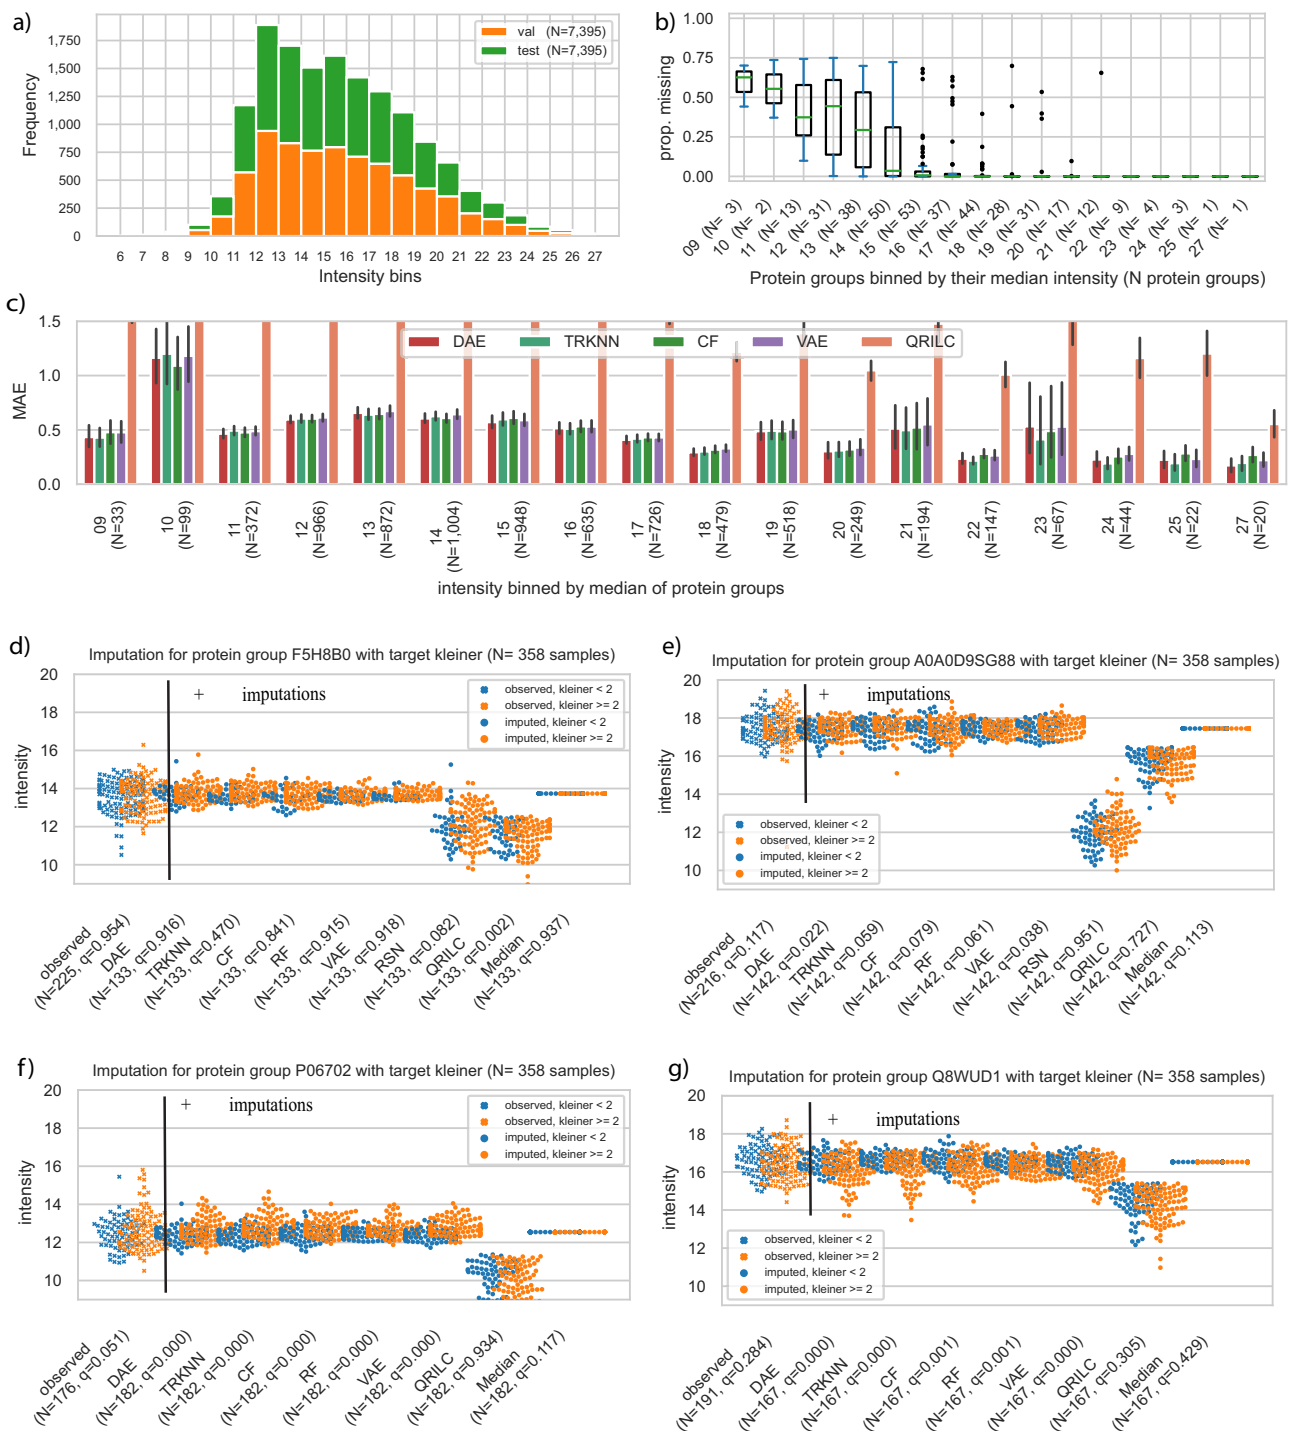 a)
1,750
1,500
1,250
1,000
750
500
250
0
Frequency
val (N=7,395)
test (N=7,395)
6 7 8 9 10 11 12 13 14 15 16 17 18 19 20 21 22 23 24 25 26 27
Intensity bins
b)
1.00
0.75
0.50
0.25
0.00
prop. missing
09 (N= 3)
10 (N= 2)
11 (N=13)
12 (N=31)
13 (N=38)
14 (N=50)
15 (N=53)
16 (N=37)
17 (N=44)
18 (N=28)
19 (N=31)
20 (N=17)
21 (N=12)
22 (N= 9)
23 (N= 4)
24 (N= 3)
25 (N= 1)
27 (N= 1)
Protein groups binned by their median intensity (N protein groups)
c)
1.5
1.0
0.5
0.0
MAE
DAE TRKNN CF VAE QRILC
09
(N=33)
10
(N=99)
11
(N=372)
12
(N=966)
13
(N=872)
14
(N=1,004)
15
(N=948)
16
(N=635)
17
(N=726)
18
(N=479)
19
(N=518)
20
(N=249)
21
(N=194)
22
(N=147)
23
(N=67)
24
(N=44)
25
(N=22)
27
(N=20)
intensity binned by median of protein groups
d)
Imputation for protein group F5H8B0 with target kleiner (N= 358 samples)
20
18
16
14
12
10
intensity
+ imputations
observed, kleiner < 2
observed, kleiner >= 2
imputed, kleiner < 2
imputed, kleiner >= 2
observed
(N=225, q=0.954)
DAE
(N=133, q=0.916)
TRKNN
(N=133, q=0.470)
CF
(N=133, q=0.841)
RF
(N=133, q=0.915)
VAE
(N=133, q=0.918)
RSN
(N=133, q=0.082)
QRILC
(N=133, q=0.002)
Median
(N=133, q=0.937)
e)
Imputation for protein group A0A0D9SG88 with target kleiner (N= 358 samples)
20
18
16
14
12
10
intensity
+ imputations
observed, kleiner < 2
observed, kleiner >= 2
imputed, kleiner < 2
imputed, kleiner >= 2
observed
(N=216, q=0.117)
DAE
(N=142, q=0.022)
TRKNN
(N=142, q=0.059)
CF
(N=142, q=0.079)
RF
(N=142, q=0.061)
VAE
(N=142, q=0.038)
RSN
(N=142, q=0.951)
QRILC
(N=142, q=0.727)
Median
(N=142, q=0.113)
f)
Imputation for protein group P06702 with target kleiner (N= 358 samples)
20
18
16
14
12
10
intensity
+ imputations
observed, kleiner < 2
observed, kleiner >= 2
imputed, kleiner < 2
imputed, kleiner >= 2
observed
(N=176, q=0.051)
DAE
(N=182, q=0.000)
TRKNN
(N=182, q=0.000)
CF
(N=182, q=0.000)
RF
(N=182, q=0.000)
VAE
(N=182, q=0.000)
QRILC
(N=182, q=0.934)
Median
(N=182, q=0.117)
g)
Imputation for protein group Q8WUD1 with target kleiner (N= 358 samples)
20
18
16
14
12
10
intensity
+ imputations
observed, kleiner < 2
observed, kleiner >= 2
imputed, kleiner < 2
imputed, kleiner >= 2
observed
(N=191, q=0.284)
DAE
(N=167, q=0.000)
TRKNN
(N=167, q=0.000)
CF
(N=167, q=0.001)
RF
(N=167, q=0.001)
VAE
(N=167, q=0.000)
QRILC
(N=167, q=0.305)
Median
(N=167, q=0.429)